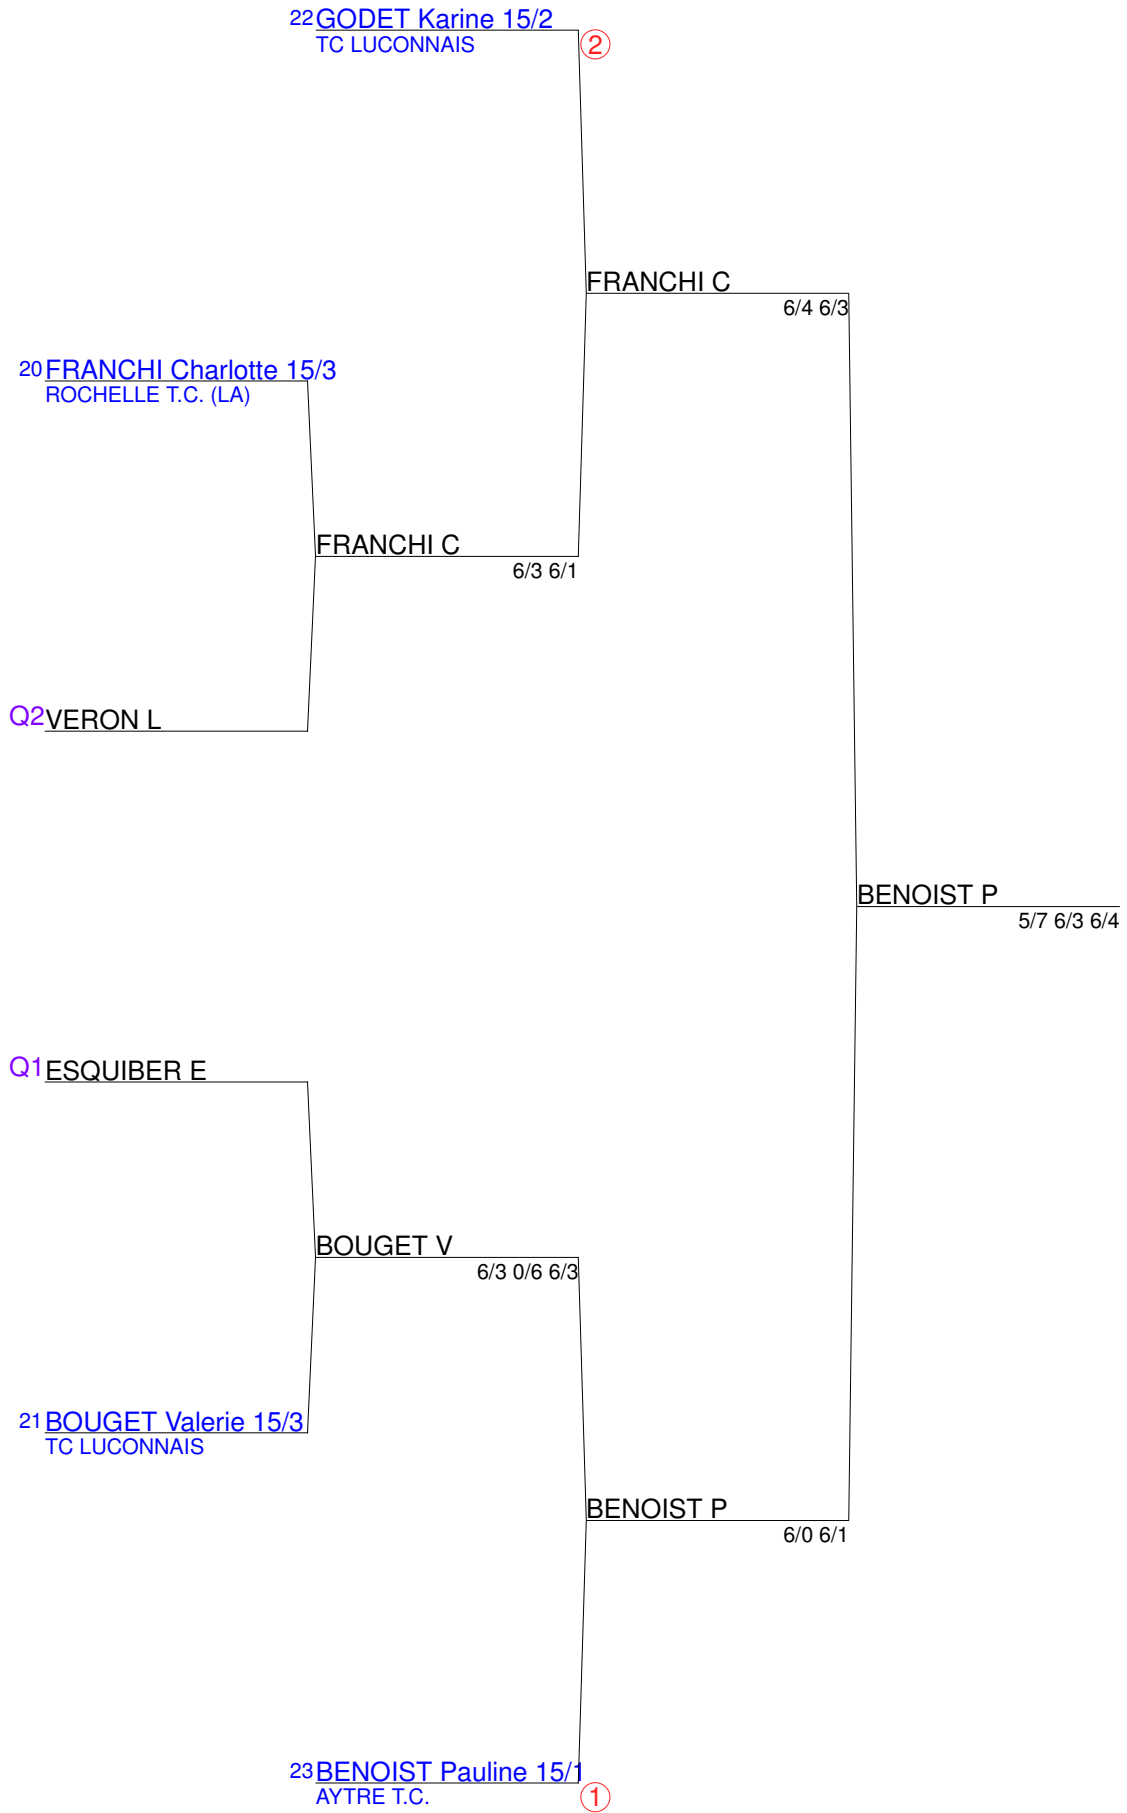 22 GODET Karine 15/2
TC LUCONNAIS
2
FRANCHI C
6/4 6/3
20 FRANCHI Charlotte 15/3
ROCHELLE T.C. (LA)
FRANCHI C
6/3 6/1
Q2 VERON L
BENOIST P
5/7 6/3 6/4
Q1 ESQUIBER E
BOUGET V
6/3 0/6 6/3
21 BOUGET Valerie 15/3
TC LUCONNAIS
BENOIST P
6/0 6/1
23 BENOIST Pauline 15/1
AYTRE T.C.
1